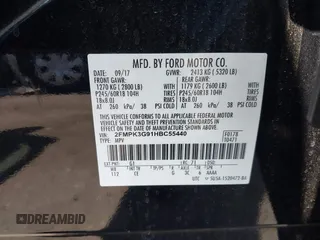 MFD. BY FORD MOTOR CO.
09/17 GVWR: 2413 KG ( 5320 LB)
FRONT GAWR: REAR GAWR:
1270 KG (2800 LB) 1179 KG (2600 LB)
P245/60R18 104H P245/60R18 104H
18x8.0J 18x8.0J
AT 260 kPa/ 38 PSI COLD AT 260 kPa/ 38 PSI COLD
THIS VEHICLE CONFORMS TO ALL APPLICABLE FEDERAL MOTOR VEHICLE
SAFETY AND THEFT PREVENTION STANDARDS IN EFFECT ON THE DATE OF
MANUFACTURE SHOWN ABOVE.
VIN: 2FMPK3G91HBC55440
TYPE: MPV